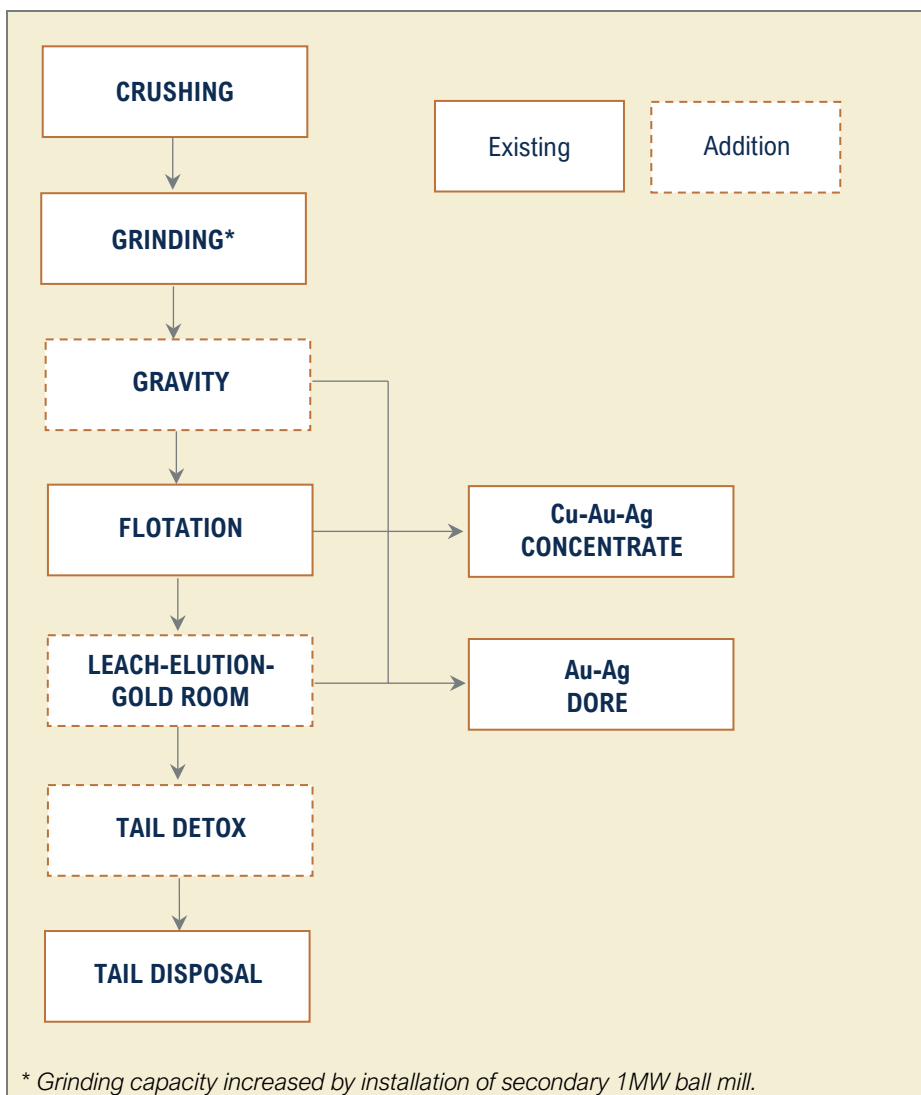 CRUSHING
Existing
Addition
GRINDING*
GRAVITY
FLOTATION
Cu-Au-Ag
CONCENTRATE
LEACH-ELUTION-
GOLD ROOM
Au-Ag
DORE
TAIL DETOX
TAIL DISPOSAL
* Grinding capacity increased by installation of secondary 1MW ball mill.